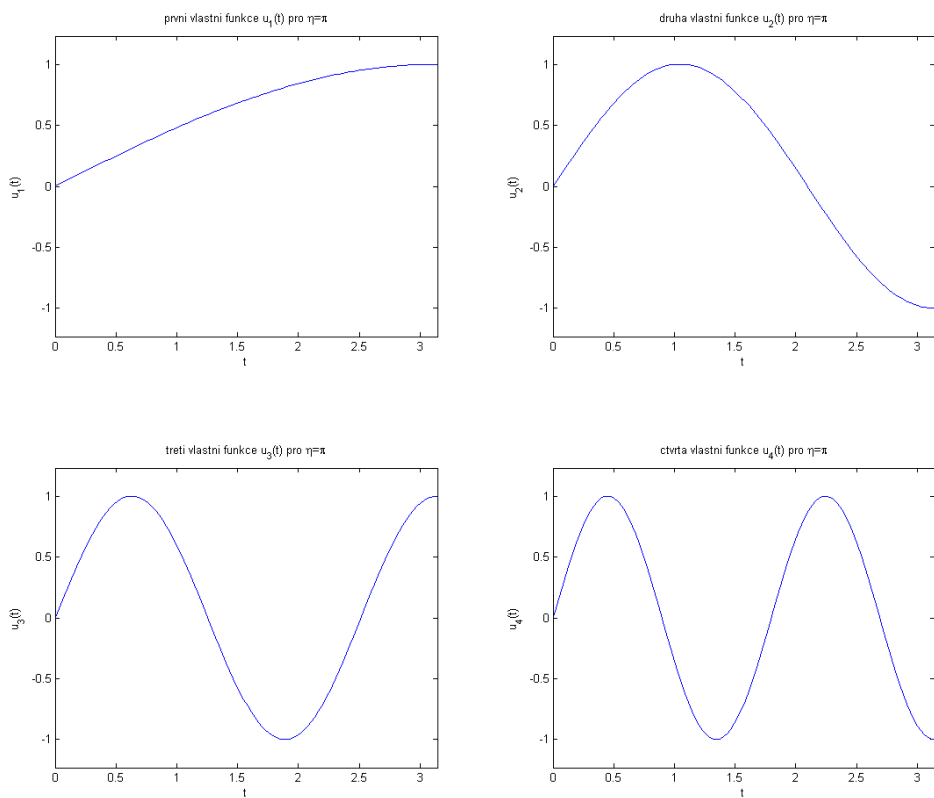 prvni vlastni funkce u₁(t) pro η=π
1
0.5
0
-0.5
-1
u₁(t)
0 0.5 1 1.5 2 2.5 3
t
druha vlastni funkce u₂(t) pro η=π
1
0.5
0
-0.5
-1
u₂(t)
0 0.5 1 1.5 2 2.5 3
t
treti vlastni funkce u₃(t) pro η=π
1
0.5
0
-0.5
-1
u₃(t)
0 0.5 1 1.5 2 2.5 3
t
ctvrta vlastni funkce u₄(t) pro η=π
1
0.5
0
-0.5
-1
u₄(t)
0 0.5 1 1.5 2 2.5 3
t